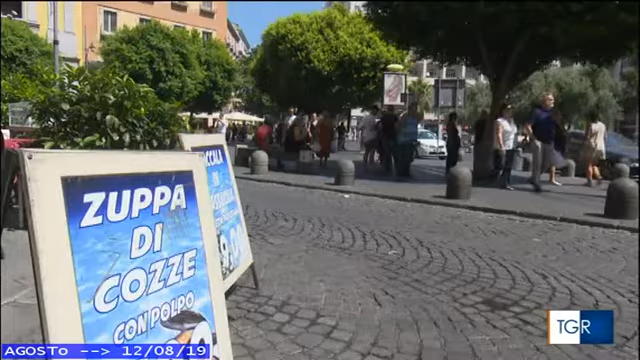 ZUPPA
DI
COZZE
CON POLPO
TGR
AGOSTo --> 12/08/19